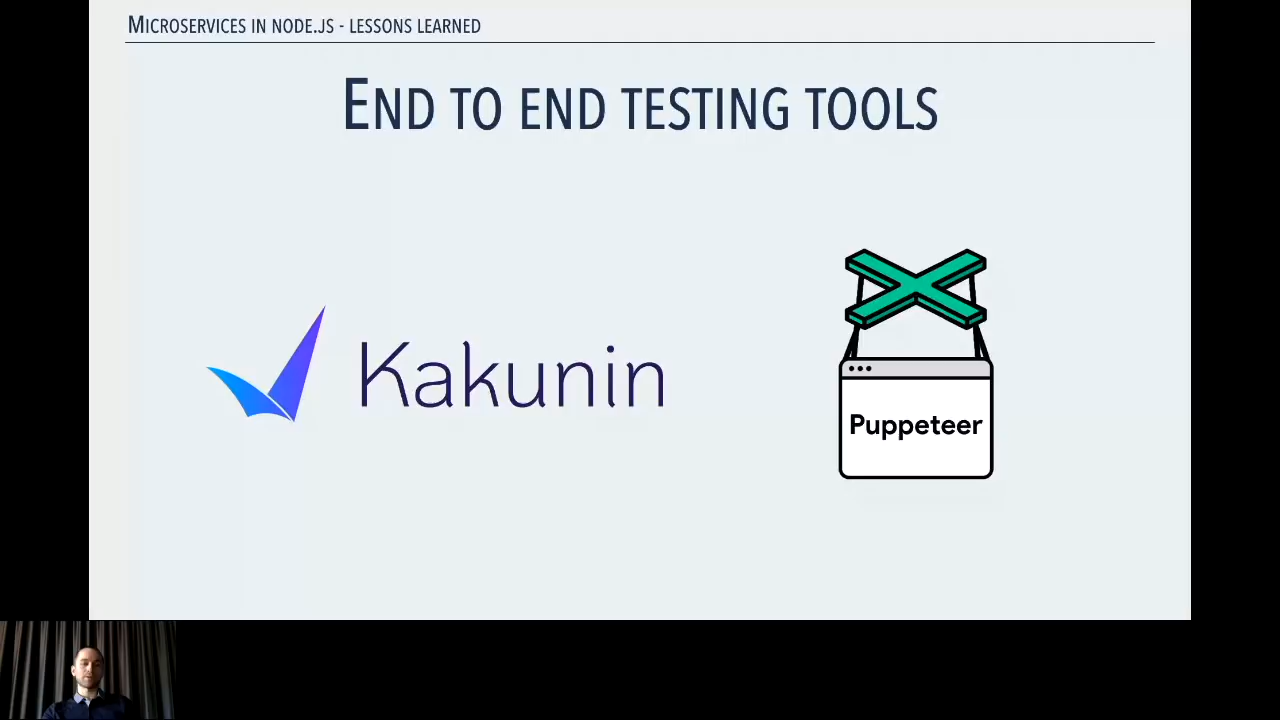 MICROSERVICES IN NODE.JS - LESSONS LEARNED
END TO END TESTING TOOLS
Kakunin
Puppeteer